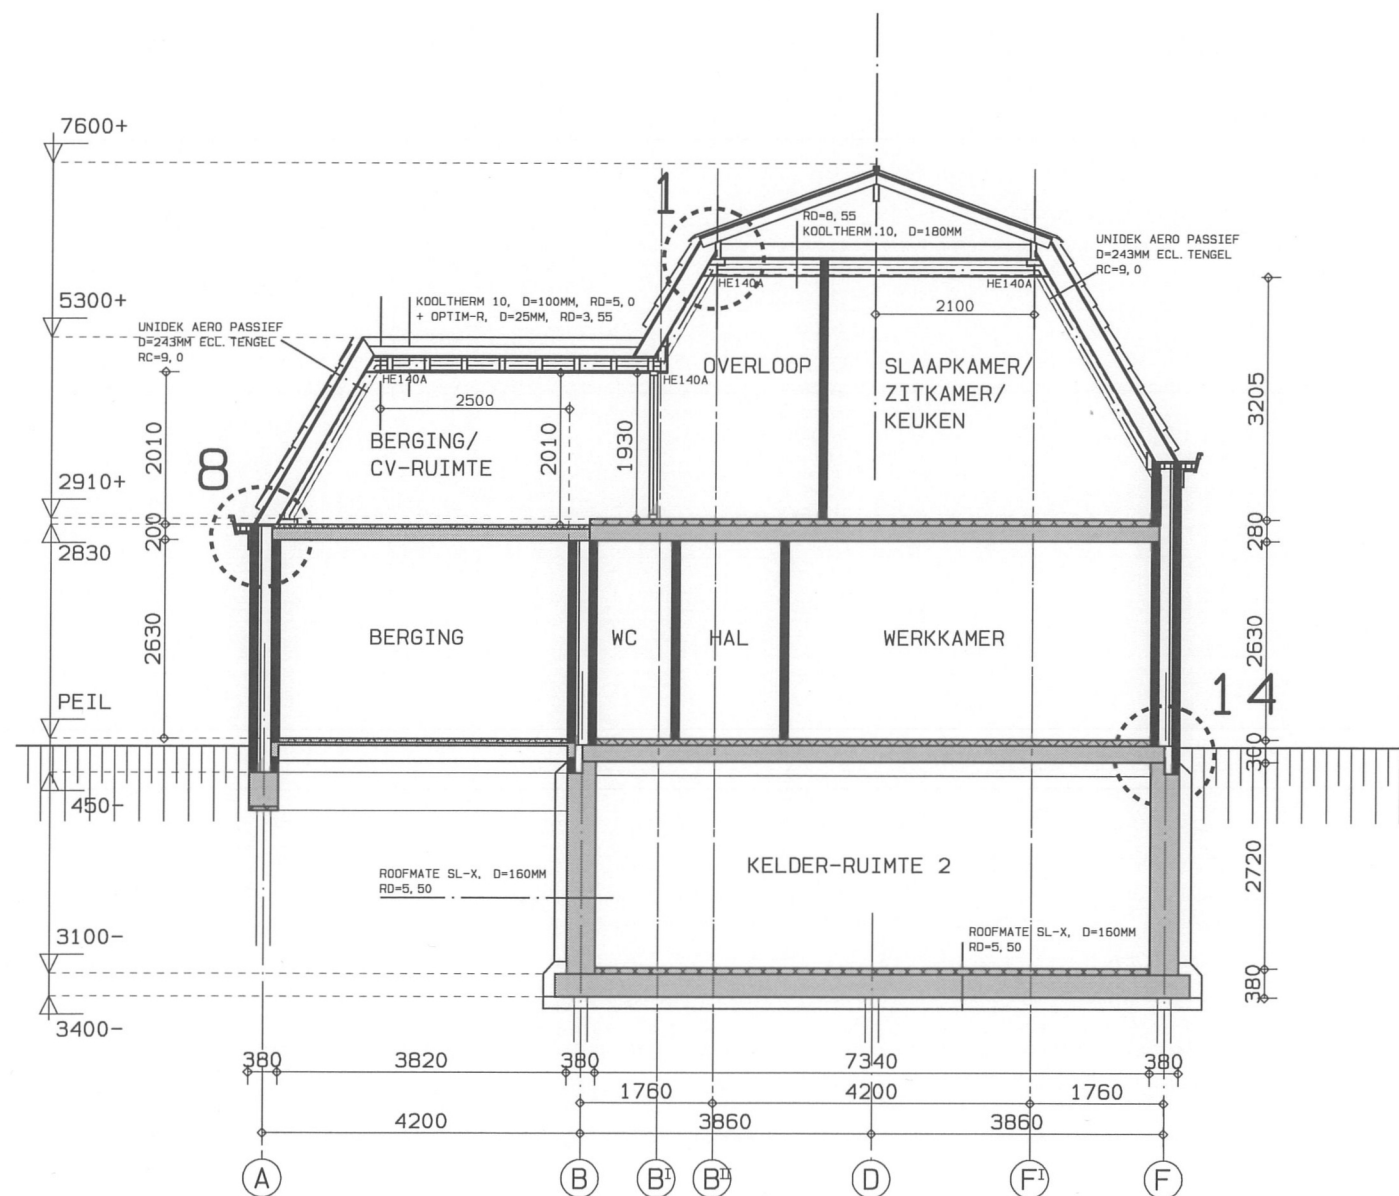 7600+
1
RD=8,55
KOOLTHERM 10, D=180MM
UNIDEK AERO PASSIEF
D=243MM ECL. TENGEL
RC=9,0
5300+
KOOLTHERM 10, D=100MM, RD=5,0
+ OPTIM-R, D=25MM, RD=3,55
HE140A
HE140A
2100
UNIDEK AERO PASSIEF
D=243MM ECL. TENGEL
RC=9,0
HE140A
HE140A
OVERLOOP
SLAAPKAMER/
ZITKAMER/
KEUKEN
3205
2500
2010
BERGING/
CV-RUIMTE
2010
1930
8
2910+
200
2830
280
2630
BERGING
WC
HAL
WERKKAMER
2630
PEIL
14
360
450-
KELDER-RUIMTE 2
2720
ROOFMATE SL-X, D=160MM
RD=5,50
3100-
ROOFMATE SL-X, D=160MM
RD=5,50
380
3400-
380
3820
380
7340
380
1760
4200
1760
4200
3860
3860
A
B
BI
BII
D
FI
F